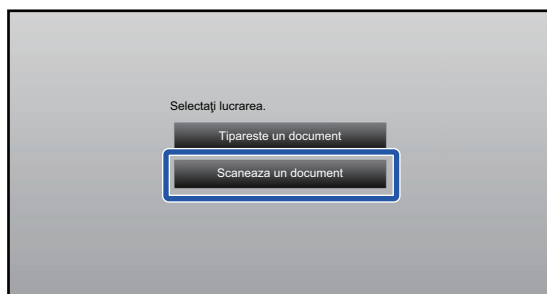 Selectaţi lucrarea.
Tipareste un document
Scaneaza un document